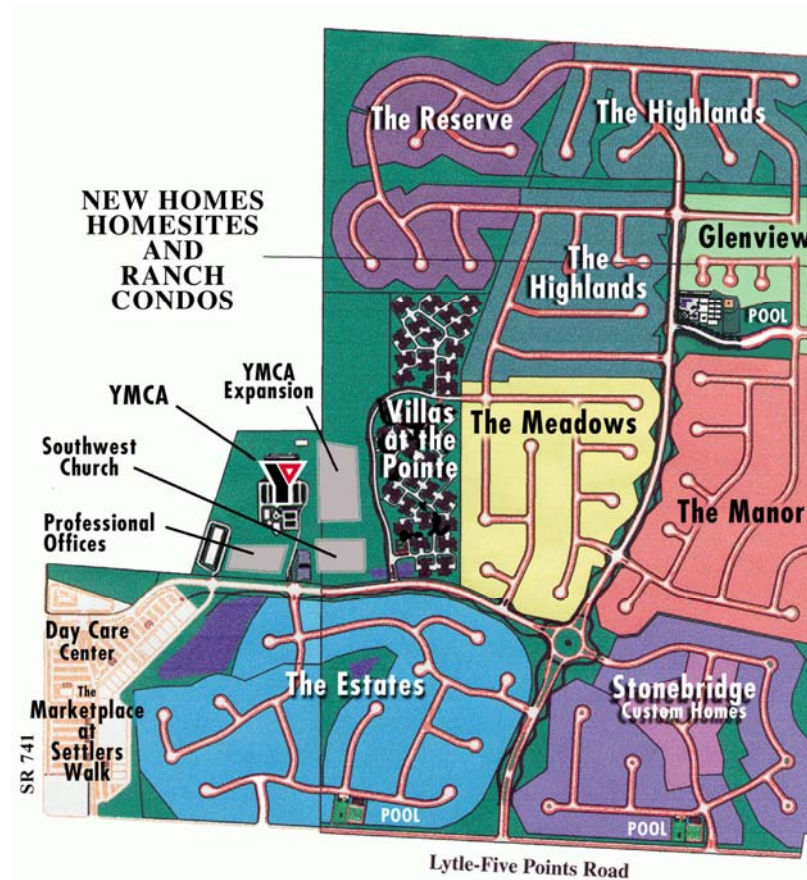 The Reserve
The Highlands
NEW HOMES
HOMESITES
AND
RANCH
CONDOS
Glenview
The
Highlands
POOL
YMCA
Expansion
YMCA
Villas
at the
Pointe
The Meadows
Southwest
Church
The Manor
Professional
Offices
Day Care
Center
The Estates
Stonebridge
Custom Homes
The
Marketplace
at
Settlers
Walk
SR 741
POOL
POOL
Lytle-Five Points Road